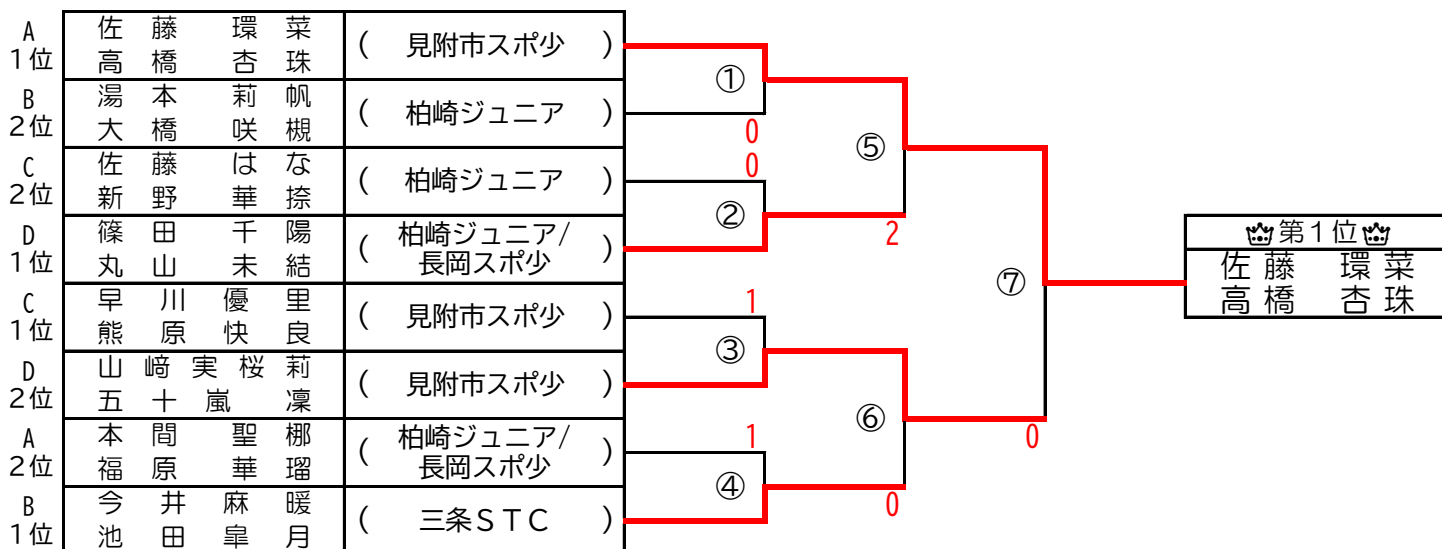 A 1位 佐藤 環菜 高橋 杏珠 ( 見附市スポ少 )
B 2位 湯本 莉帆 大橋 咲槻 ( 柏崎ジュニア )
C 2位 佐藤 はな 新野 華捺 ( 柏崎ジュニア )
D 1位 篠田 千陽 丸山 未結 ( 柏崎ジュニア/長岡スポ少 )
C 1位 早川優里 熊原快良 ( 見附市スポ少 )
D 2位 山﨑実桜莉 五十嵐 凜 ( 見附市スポ少 )
A 2位 本間 聖梛 福原 華瑠 ( 柏崎ジュニア/長岡スポ少 )
B 1位 今井麻暖 池田皐月 ( 三条STC )
①
0
0
②
⑤
2
1
③
1
④
⑥
0
⑦
0
第1位
佐藤 環菜
高橋 杏珠